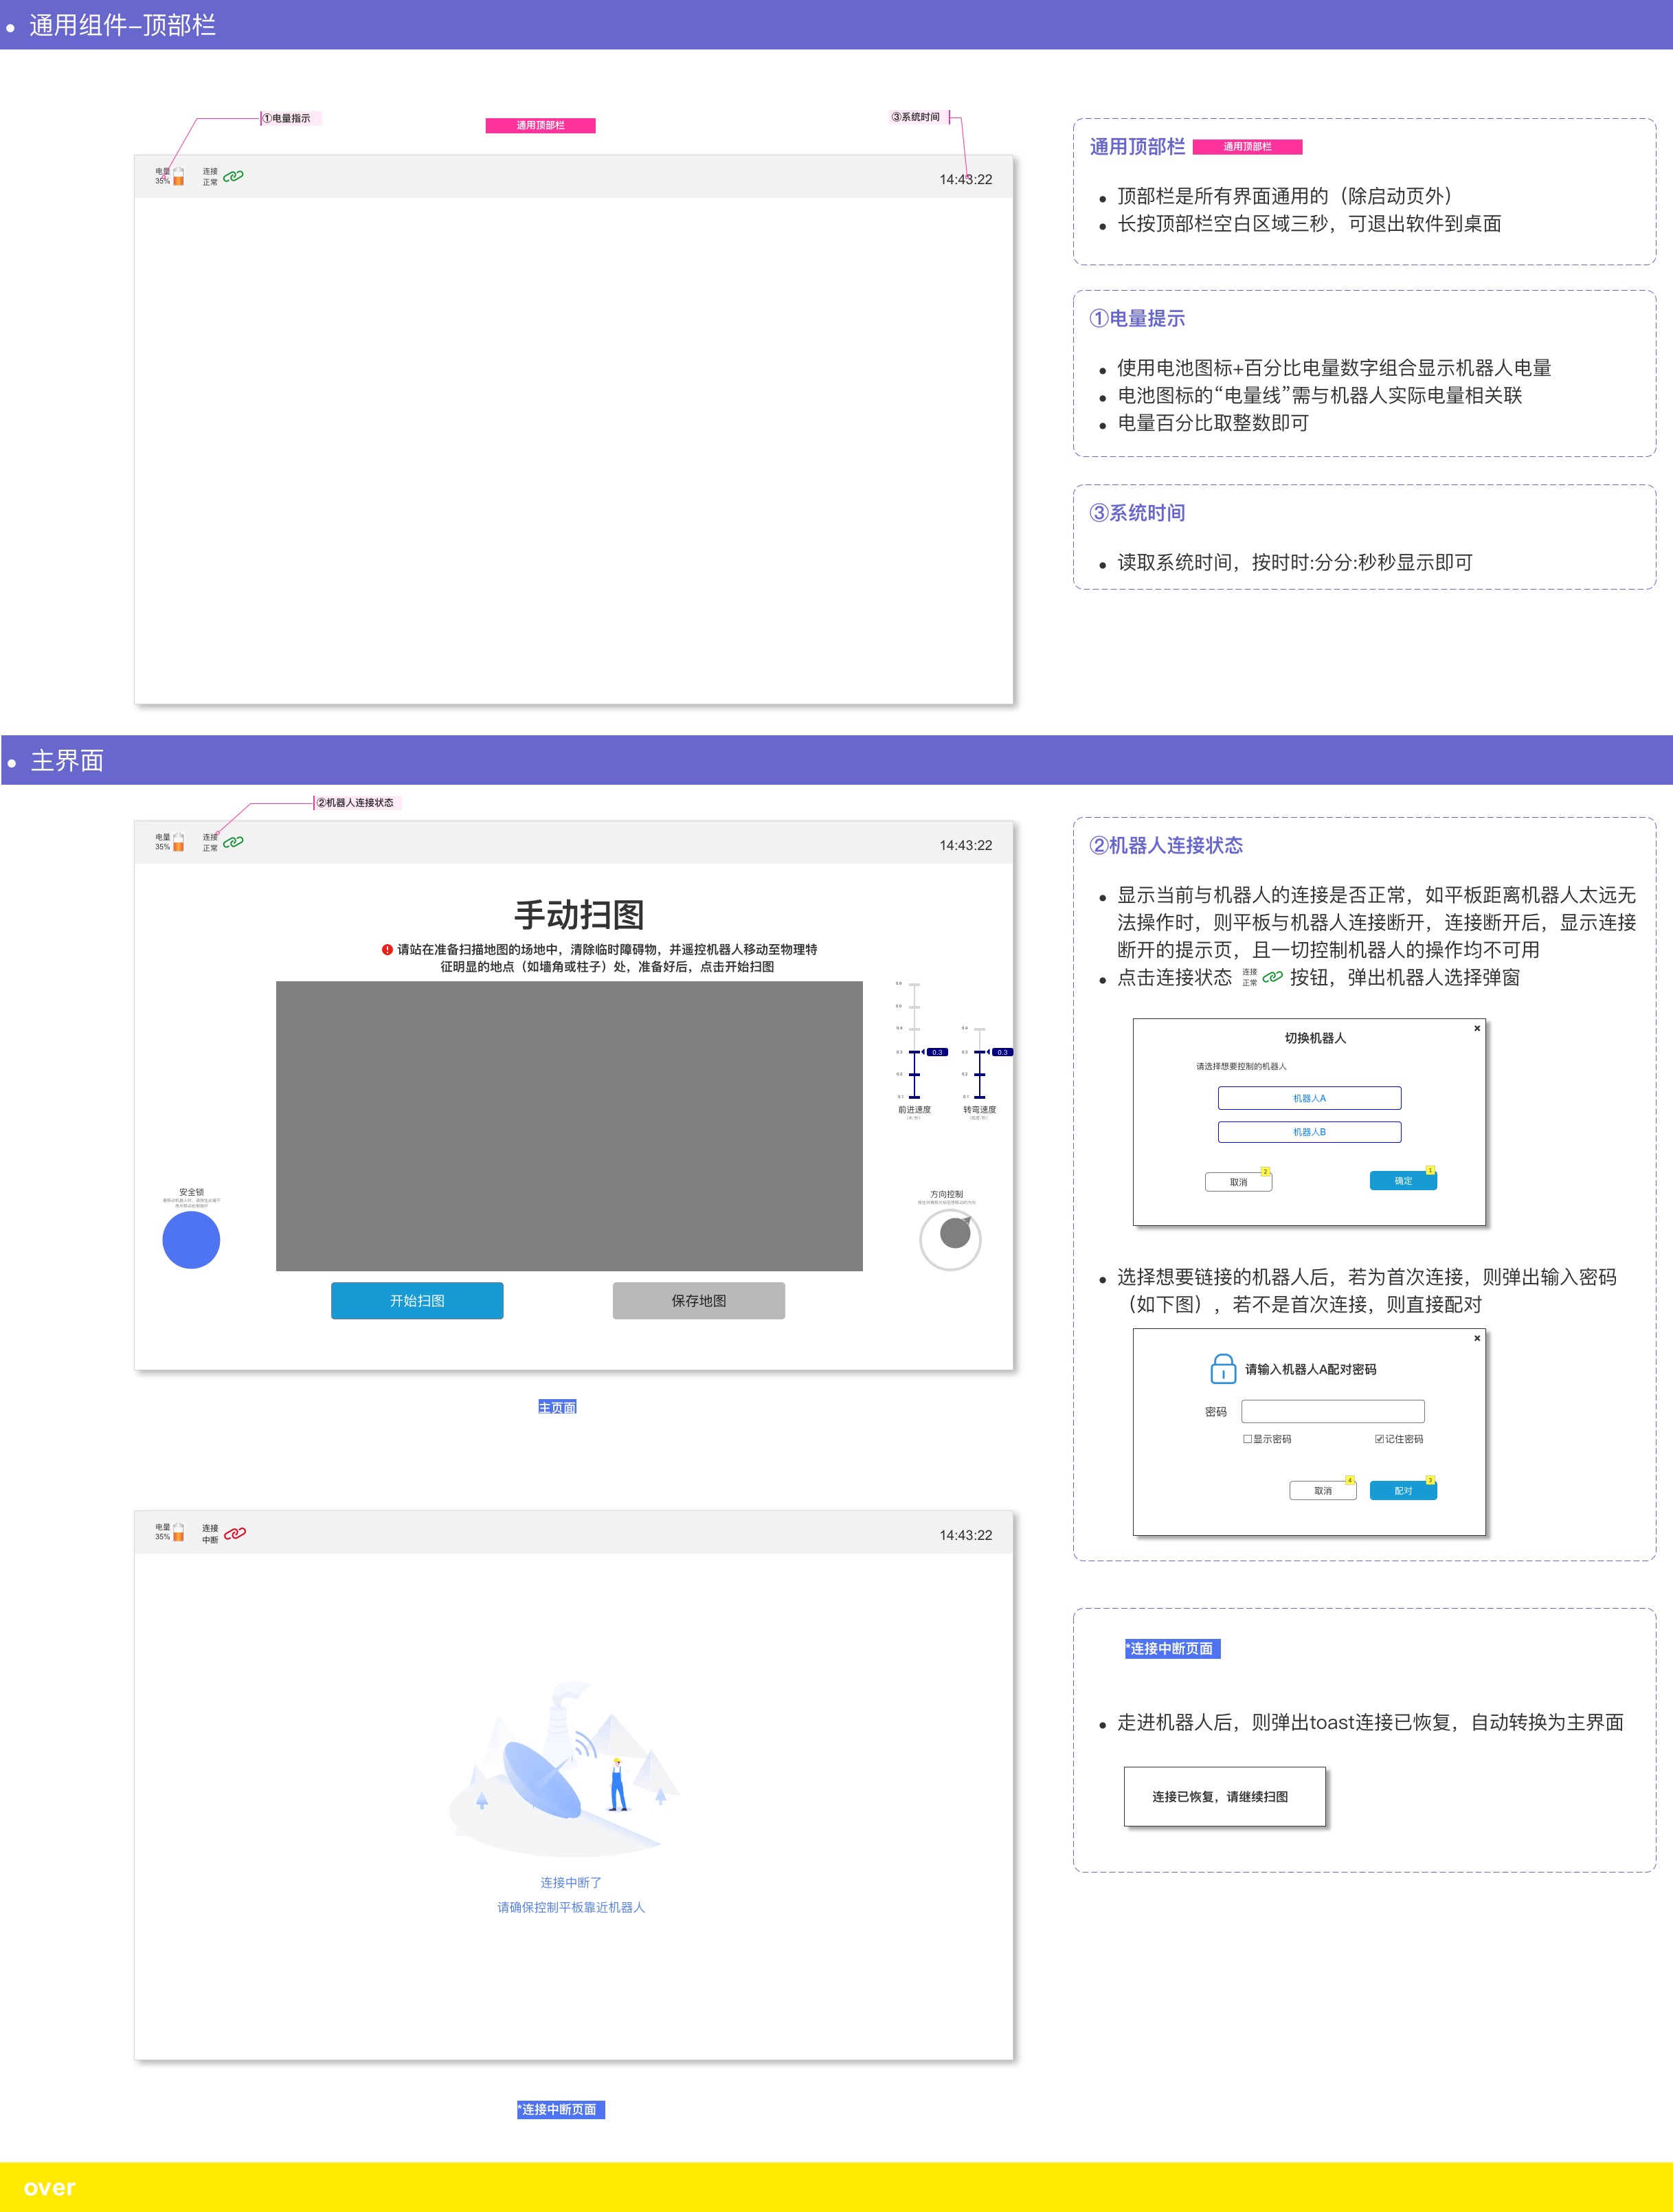 通用组件-顶部栏
①电量指示
通用顶部栏
③系统时间
电量
35%
连接
正常
14:43:22
通用顶部栏 通用顶部栏
顶部栏是所有界面通用的（除启动页外）
长按顶部栏空白区域三秒，可退出软件到桌面
①电量提示
使用电池图标+百分比电量数字组合显示机器人电量
电池图标的“电量线”需与机器人实际电量相关联
电量百分比取整数即可
③系统时间
读取系统时间，按时时:分分:秒秒显示即可
主界面
②机器人连接状态
电量
35%
连接
正常
14:43:22
手动扫图
请站在准备扫描地图的场地中，清除临时障碍物，并遥控机器人移动至物理特
征明显的地点（如墙角或柱子）处，准备好后，点击开始扫图
0.4
0.4
0.3
0.3
0.3
0.3
0.2
0.2
0.1
0.1
前进速度
转弯速度
安全锁
方向控制
开始扫图
保存地图
主页面
②机器人连接状态
显示当前与机器人的连接是否正常，如平板距离机器人太远无
法操作时，则平板与机器人连接断开，连接断开后，显示连接
断开的提示页，且一切控制机器人的操作均不可用
点击连接状态 连接正常 按钮，弹出机器人选择弹窗
切换机器人
请选择想要控制的机器人
机器人A
机器人B
2
取消
1
确定
选择想要链接的机器人后，若为首次连接，则弹出输入密码
（如下图），若不是首次连接，则直接配对
请输入机器人A配对密码
密码
显示密码
记住密码
4
取消
3
配对
电量
35%
连接
中断
14:43:22
连接中断了
请确保控制平板靠近机器人
*连接中断页面
*连接中断页面
走进机器人后，则弹出toast连接已恢复，自动转换为主界面
连接已恢复，请继续扫图
over